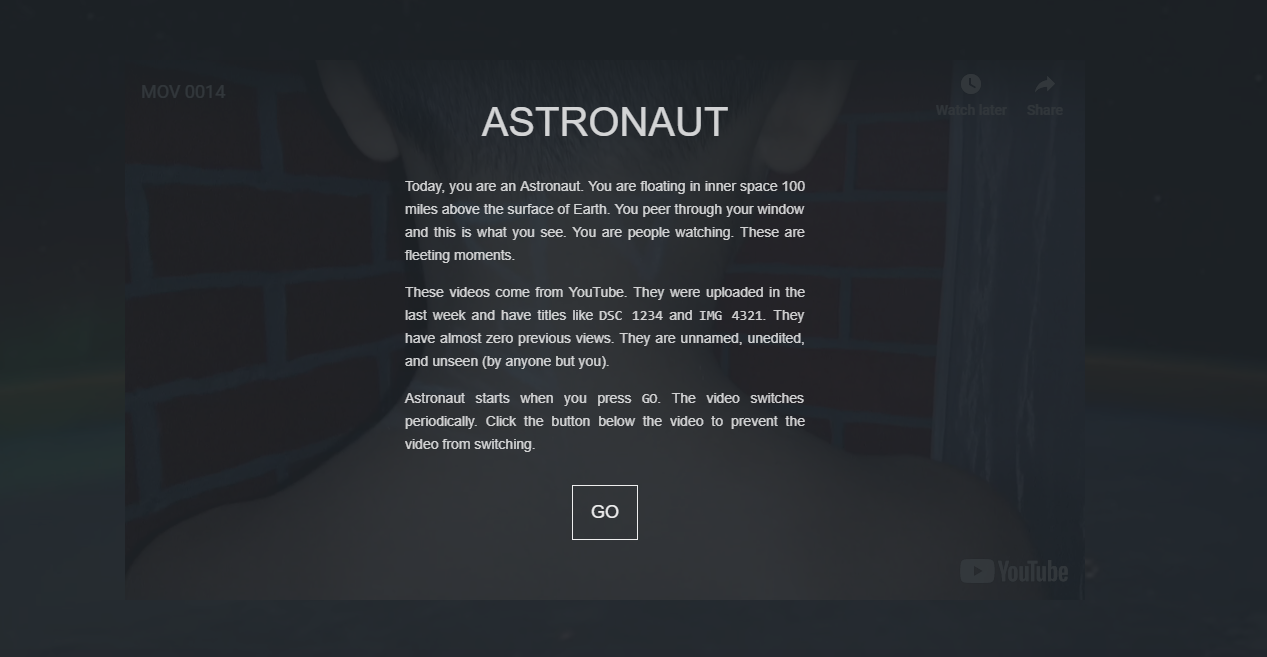 MOV 0014
Watch later
Share
ASTRONAUT
Today, you are an Astronaut. You are floating in inner space 100
miles above the surface of Earth. You peer through your window
and this is what you see. You are people watching. These are
fleeting moments.
These videos come from YouTube. They were uploaded in the
last week and have titles like DSC 1234 and IMG 4321. They
have almost zero previous views. They are unnamed, unedited,
and unseen (by anyone but you).
Astronaut starts when you press GO. The video switches
periodically. Click the button below the video to prevent the
video from switching.
GO
YouTube